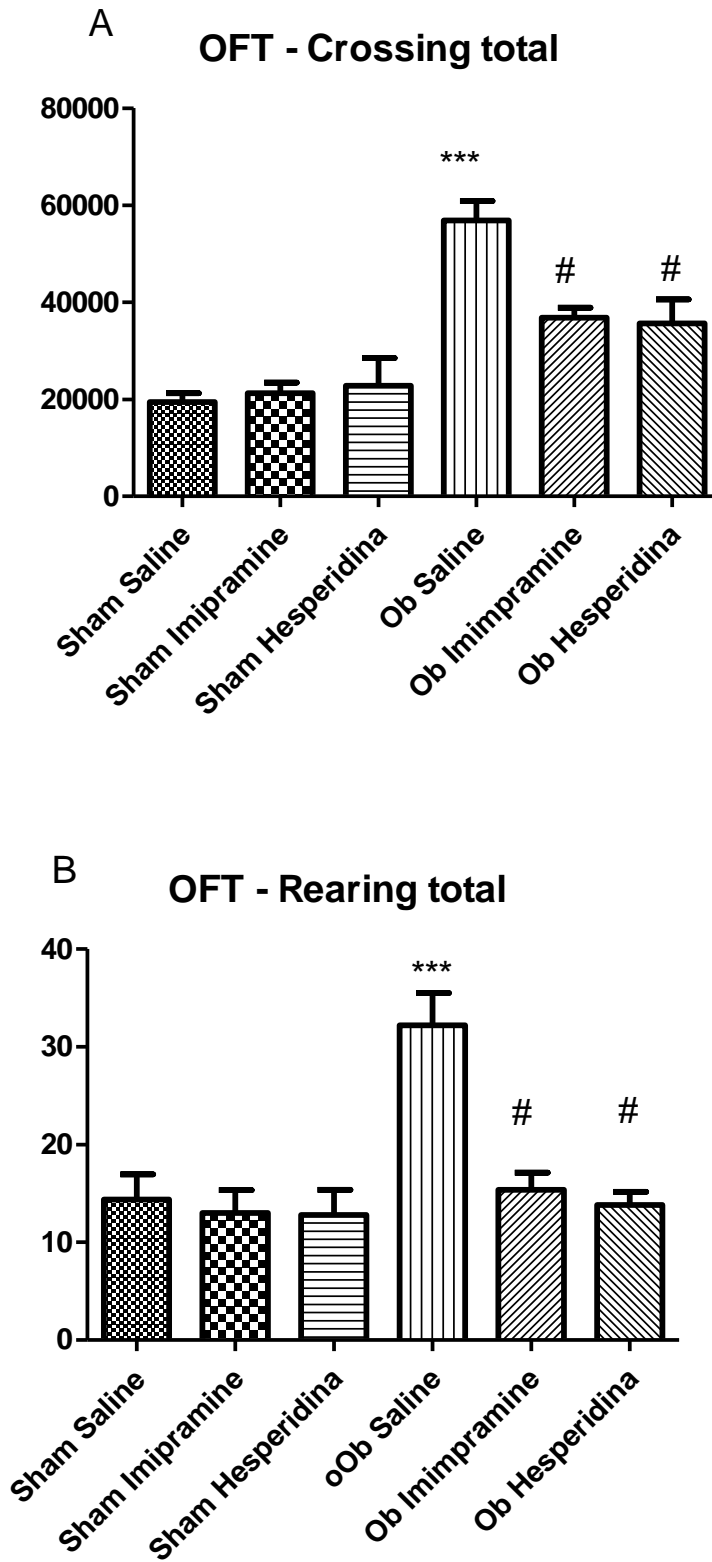 A
OFT - Crossing total
80000
60000
40000
20000
0
***
#
#
Sham Saline
Sham Imipramine
Sham Hesperidina
Ob Saline
Ob Imimpramine
Ob Hesperidina
B
OFT - Rearing total
40
30
20
10
0
***
#
#
Sham Saline
Sham Imipramine
Sham Hesperidina
oOb Saline
Ob Imimpramine
Ob Hesperidina